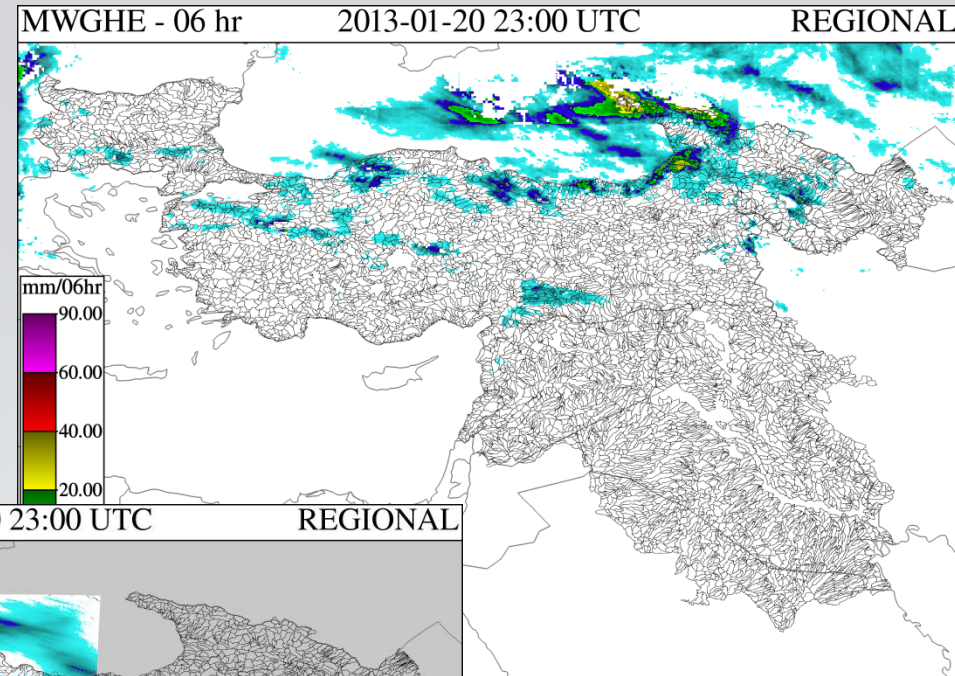 MWGHE - 06 hr 2013-01-20 23:00 UTC REGIONAL
mm/06hr
90.00
60.00
40.00
20.00
23:00 UTC REGIONAL